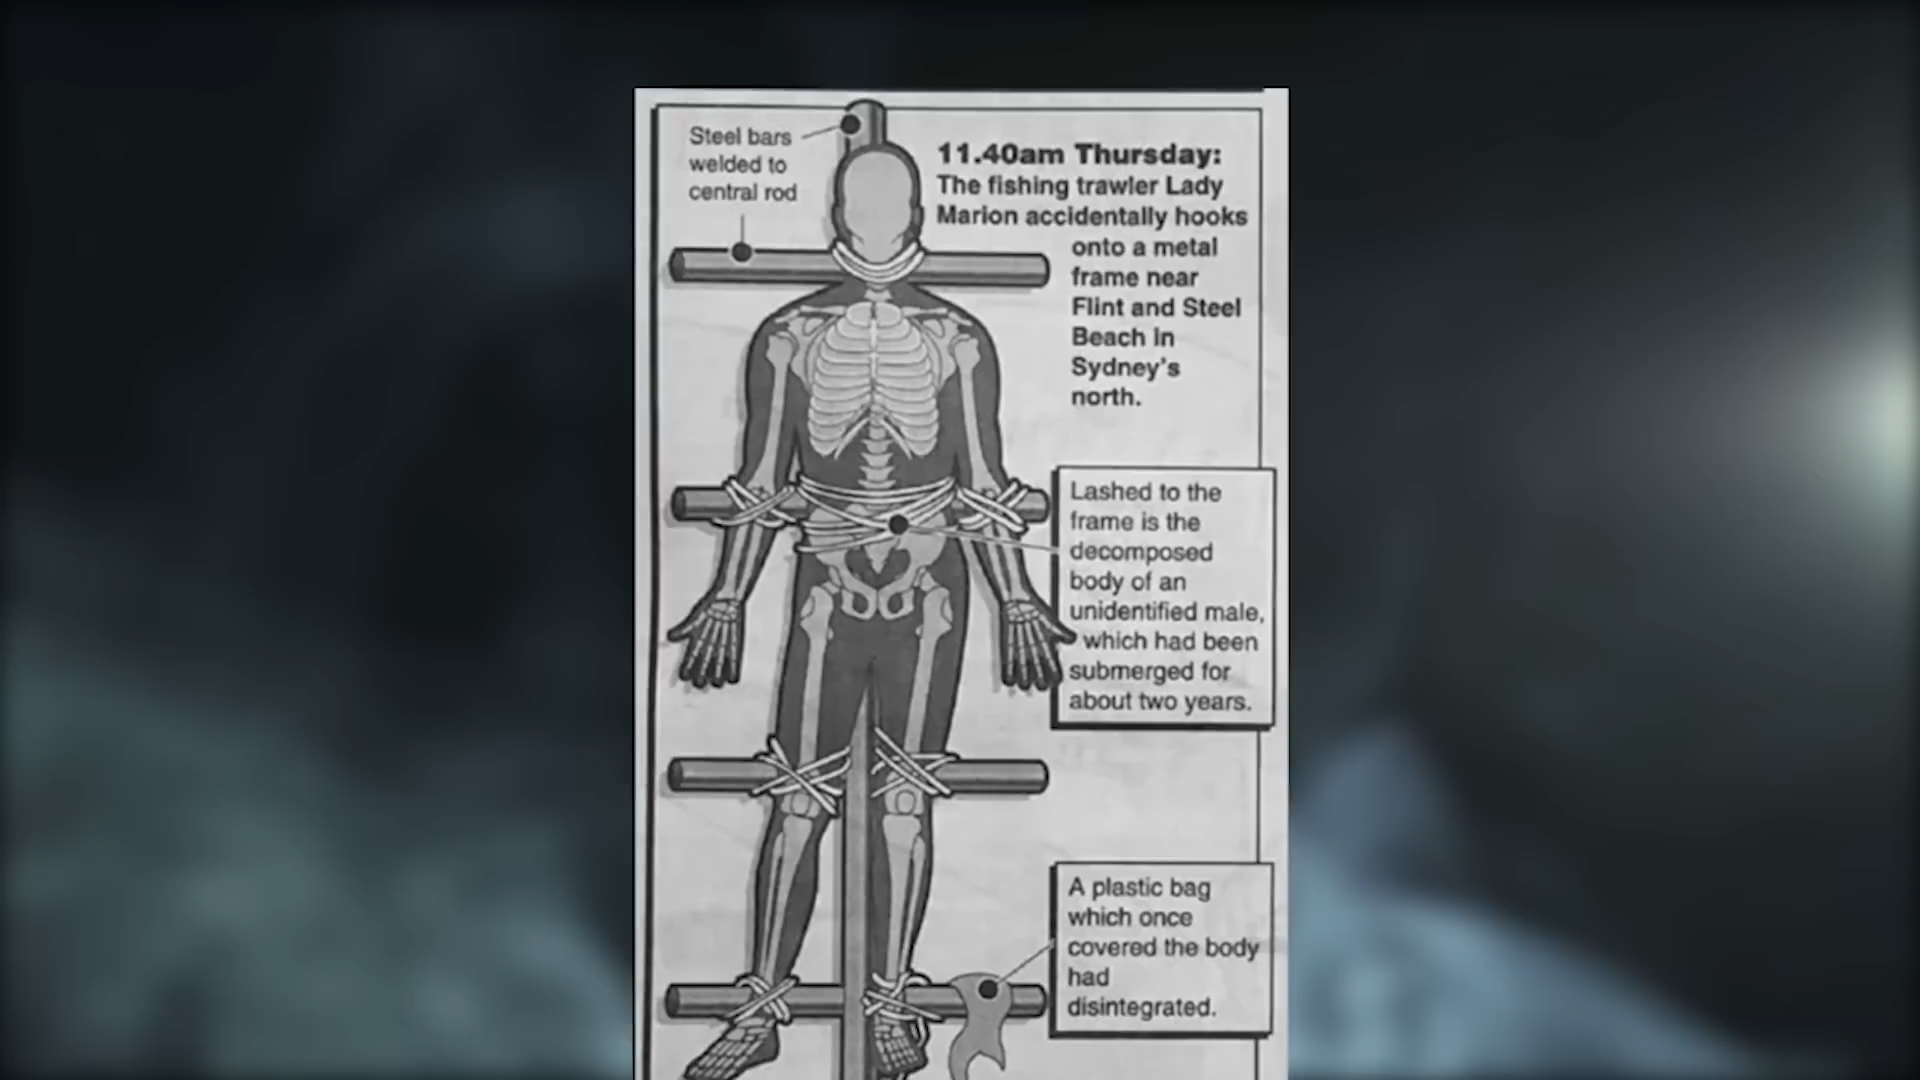 Steel bars
welded to
central rod
11.40am Thursday:
The fishing trawler Lady
Marion accidentally hooks
onto a metal
frame near
Flint and Steel
Beach in
Sydney's
north.
Lashed to the
frame is the
decomposed
body of an
unidentified male,
which had been
submerged for
about two years.
A plastic bag
which once
covered the body
had
disintegrated.